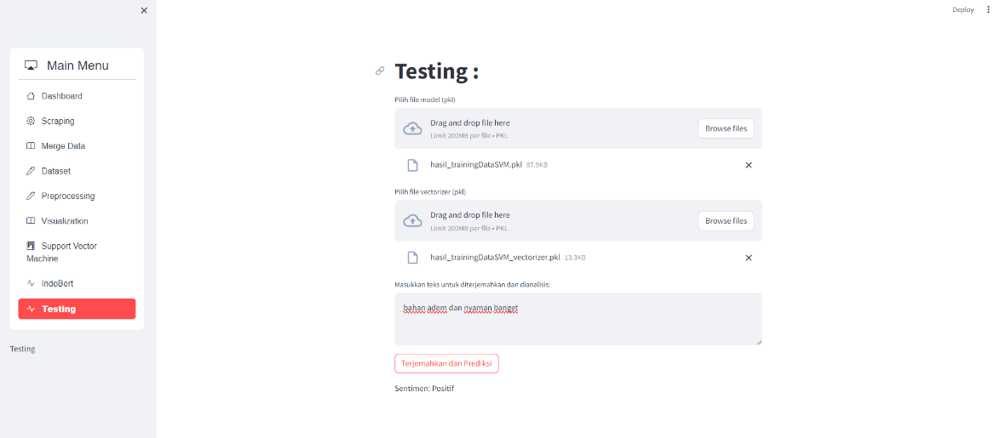 Deploy
Main Menu
Dashboard
Scraping
Merge Data
Dataset
Preprocessing
Visualization
Support Vector
Machine
IndoBert
Testing
Testing
Testing :
Pilih file model (pkl)
Drag and drop file here
Limit 200MB per file • PKL
Browse files
hasil_trainingDataSVM.pkl 87.9KB
Pilih file vectorizer (pkl)
Drag and drop file here
Limit 200MB per file • PKL
Browse files
hasil_trainingDataSVM_vectorizer.pkl 13.3KB
Masukkan teks untuk diterjemahkan dan dianalisis:
bahan adem dan nyaman banget
Terjemahkan dan Prediksi
Sentimen: Positif